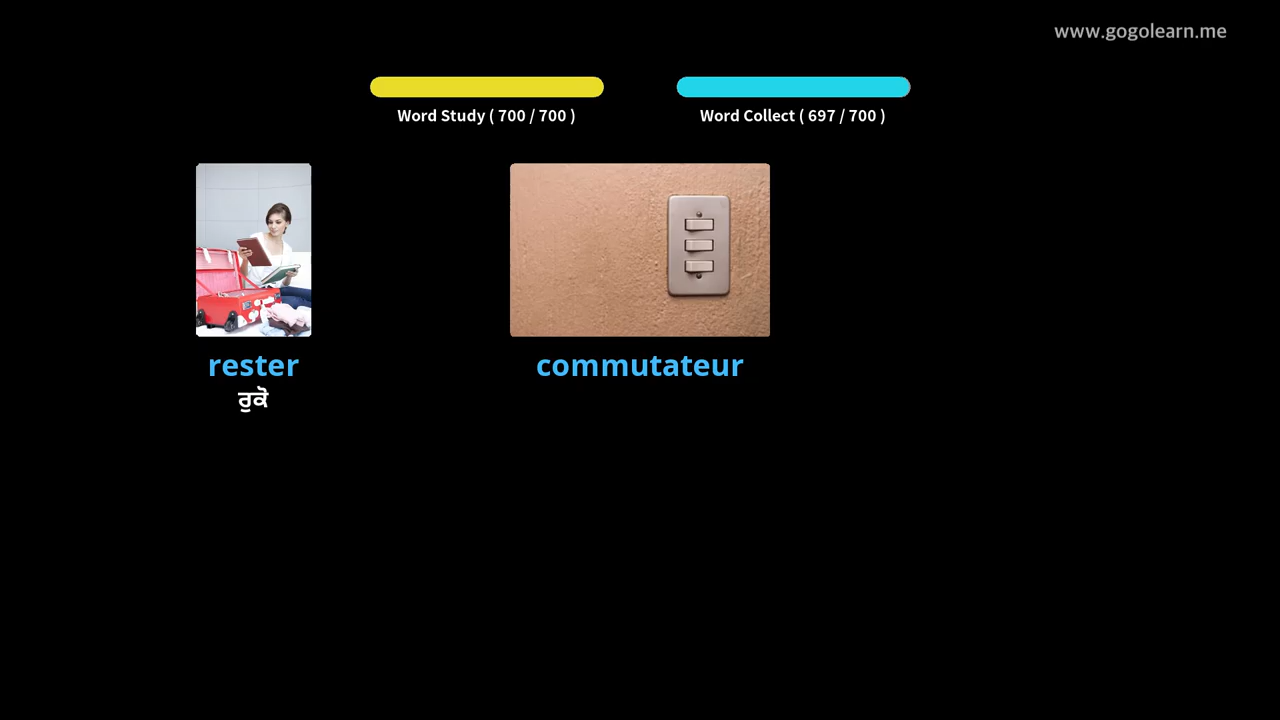 www.gogolearn.me
Word Study ( 700 / 700 )
Word Collect ( 697 / 700 )
rester
ਰੁਕੋ
commutateur